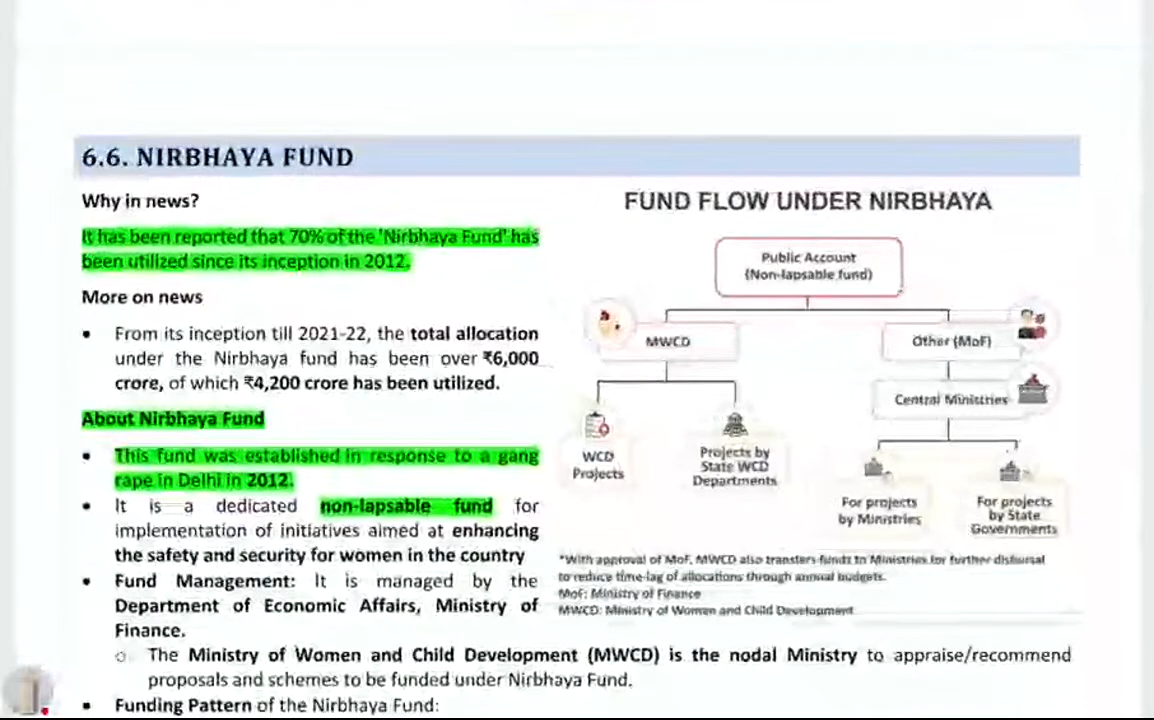 6.6. NIRBHAYA FUND
Why in news?
It has been reported that 70% of the 'Nirbhaya Fund' has
been utilized since its inception in 2012.
More on news
• From its inception till 2021-22, the total allocation
under the Nirbhaya fund has been over ₹6,000
crore, of which ₹4,200 crore has been utilized.
About Nirbhaya Fund
• This fund was established in response to a gang
rape in Delhi in 2012.
• It is a dedicated non-lapsable fund for
implementation of initiatives aimed at enhancing
the safety and security for women in the country
• Fund Management: It is managed by the
Department of Economic Affairs, Ministry of
Finance.
FUND FLOW UNDER NIRBHAYA
Public Account
(Non-lapsable fund)
MWCD
Other (MoF)
Central Ministries
WCD
Projects
Projects by
State WCD
Departments
For projects
by Ministries
For projects
by State
Governments
*With approval of MoF, MWCD also transfers funds to Ministries for further disbursal
to reduce time-lag of allocations through annual budgets.
MoF: Ministry of Finance
MWCD: Ministry of Women and Child Development
○ The Ministry of Women and Child Development (MWCD) is the nodal Ministry to appraise/recommend
proposals and schemes to be funded under Nirbhaya Fund.
• Funding Pattern of the Nirbhaya Fund: